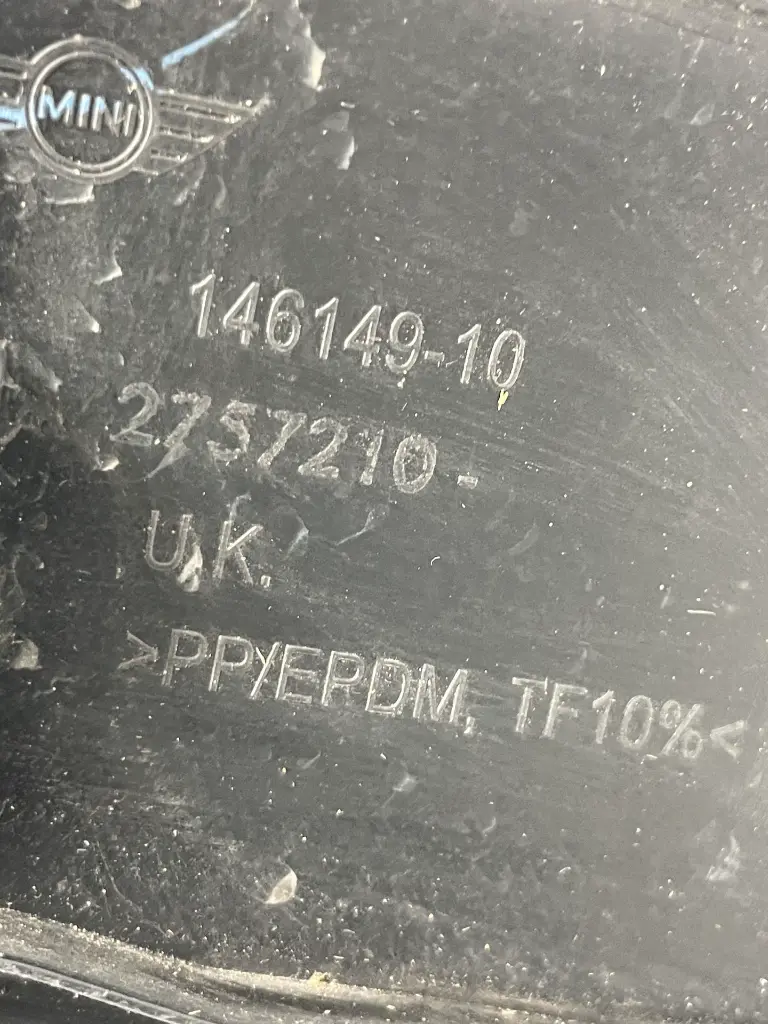 MINI
146149-10
2757210-
U.K.
>PP/EPDM, TF10%<